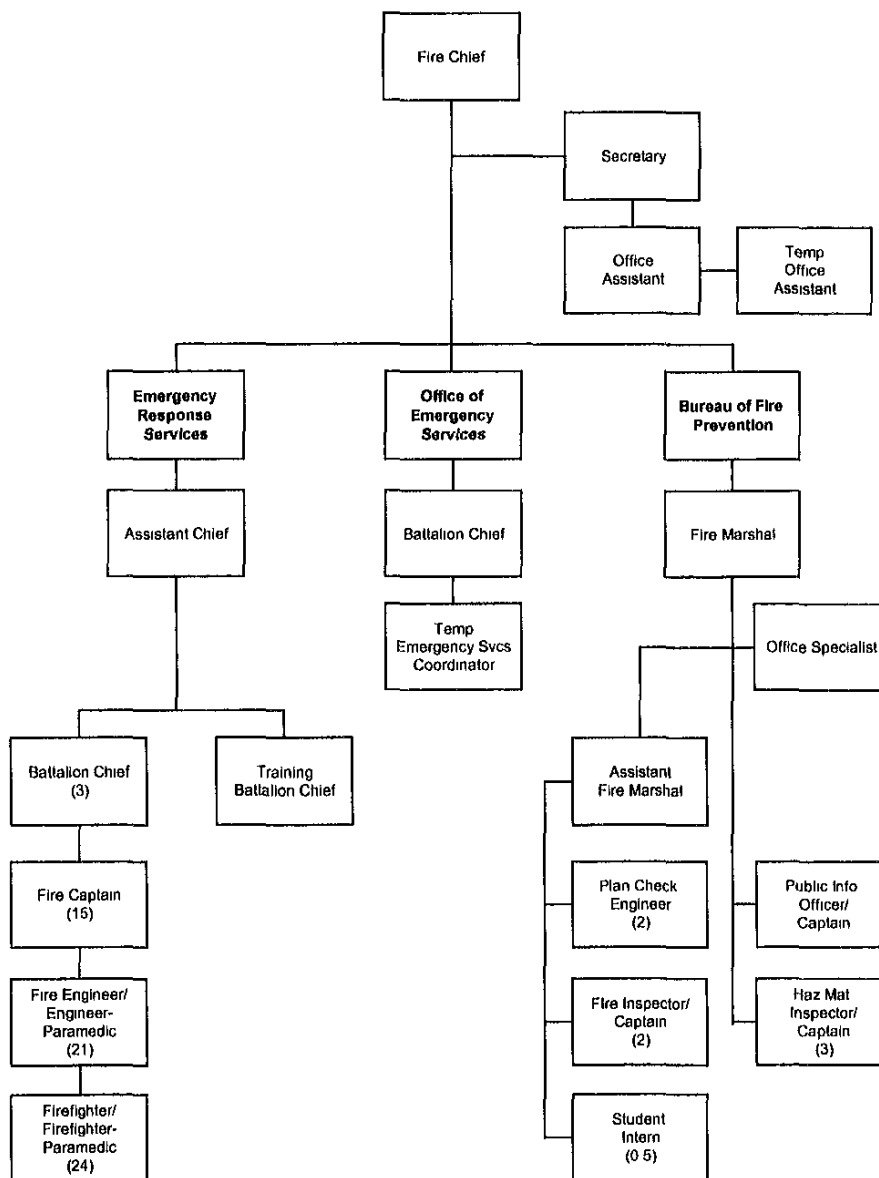 Fire Chief
Secretary
Office
Assistant
Temp
Office
Assistant
Emergency
Response
Services
Office of
Emergency
Services
Bureau of Fire
Prevention
Assistant Chief
Battalion Chief
Fire Marshal
Temp
Emergency Svcs
Coordinator
Office Specialist
Battalion Chief
(3)
Training
Battalion Chief
Assistant
Fire Marshal
Fire Captain
(15)
Plan Check
Engineer
(2)
Public Info
Officer/
Captain
Fire Engineer/
Engineer-
Paramedic
(21)
Fire Inspector/
Captain
(2)
Haz Mat
Inspector/
Captain
(3)
Firefighter/
Firefighter-
Paramedic
(24)
Student
Intern
(0 5)